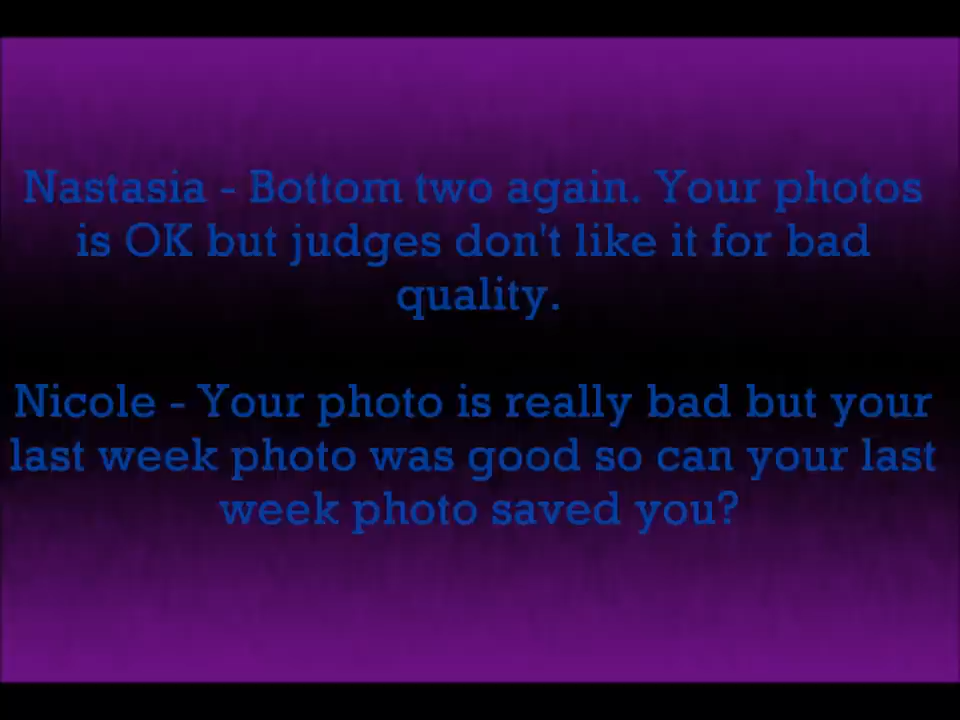 Nastasia - Bottom two again. Your photos
is OK but judges don't like it for bad
quality.
Nicole - Your photo is really bad but your
last week photo was good so can your last
week photo saved you?